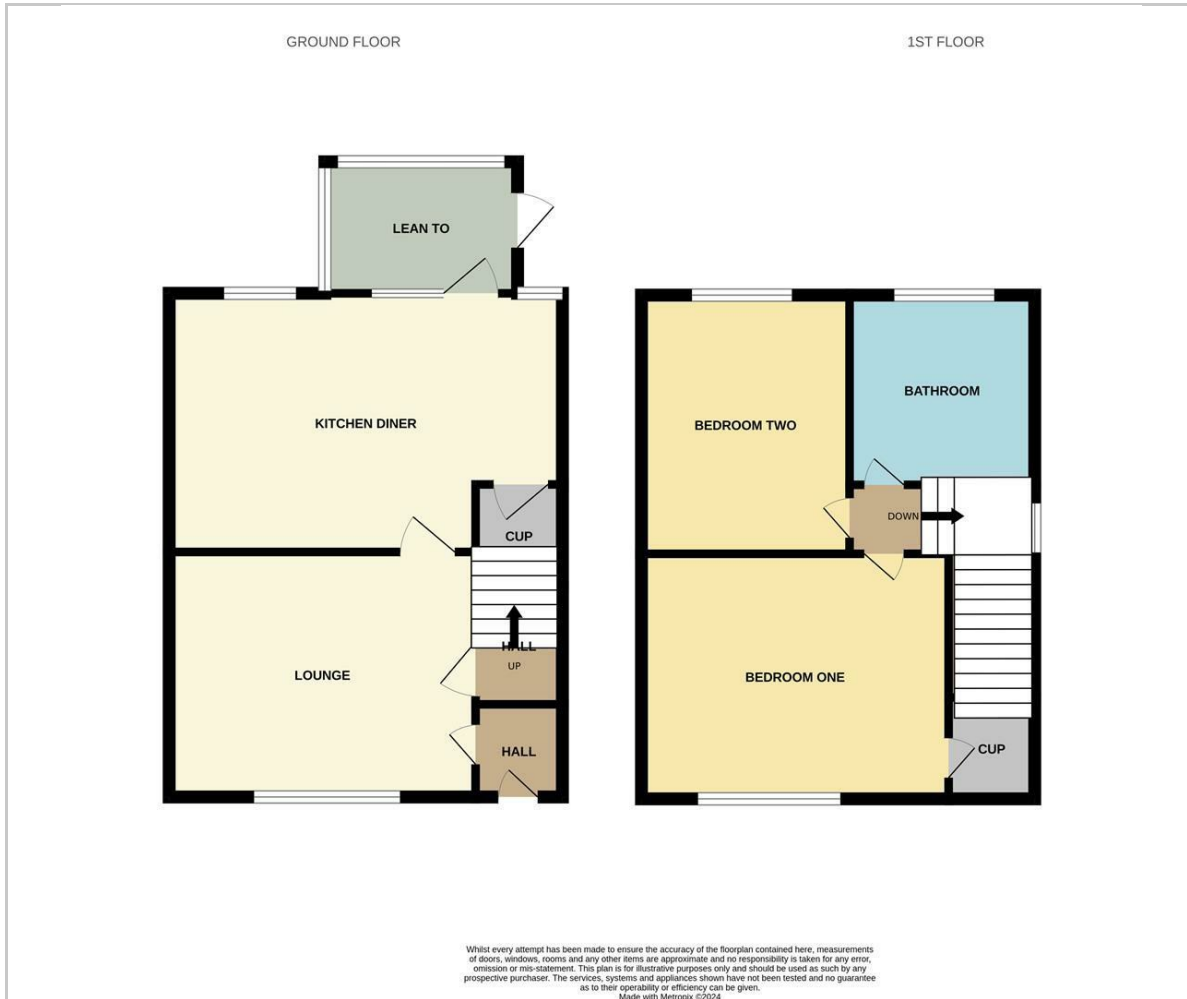 GROUND FLOOR
1ST FLOOR
LEAN TO
KITCHEN DINER
CUP
HALL
UP
LOUNGE
HALL
BEDROOM TWO
BATHROOM
DOWN
BEDROOM ONE
CUP
Whilst every attempt has been made to ensure the accuracy of the floorplan contained here, measurements
of doors, windows, rooms and any other items are approximate and no responsibility is taken for any error,
omission or mis-statement. This plan is for illustrative purposes only and should be used as such by any
prospective purchaser. The services, systems and appliances shown have not been tested and no guarantee
as to their operability or efficiency can be given.
Made with Metropix ©2024